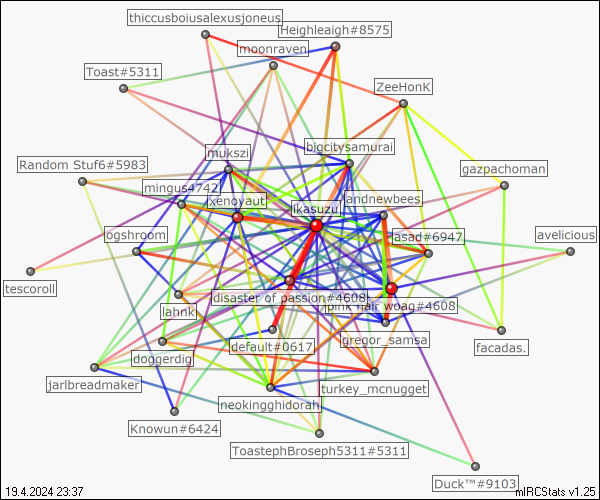 thiccusboiusalexusjoneus
Heighleaigh#8575
moonraven
Toast#5311
ZeeHonK
bigcitysamurai
mukszi
Random Stuf6#5983
gazpachoman
mingus4742
xenoyaut
ikasuzu
andnewbees
ogshroom
asad#6947
avelicious
tescoroll
disaster of passion#4608
pink hair woag#4608
lahnk
gregor_samsa
default#0617
facadas.
doggerdig
jarlbreadmaker
turkey_mcnugget
neokingghidorah
Knowun#6424
ToastephBroseph5311#5311
Duck™#9103
19.4.2024 23:37
mIRCStats v1.25